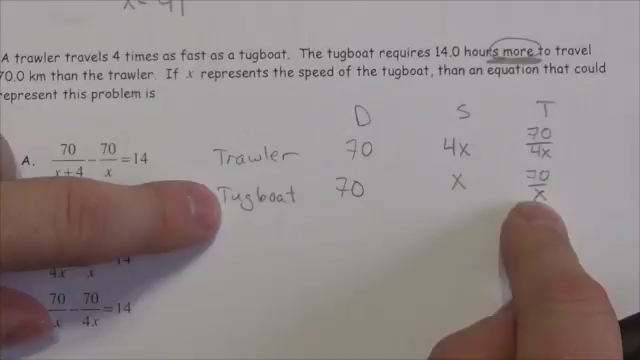 A trawler travels 4 times as fast as a tugboat. The tugboat requires 14.0 hours more to travel
70.0 km than the trawler. If x represents the speed of the tugboat, than an equation that could
represent this problem is
D S T
A. 70/x+4 - 70/x = 14
Trawler 70 4x 70/4x
Tugboat 70 x 70/x
4x x 14
70/x - 70/4x = 14